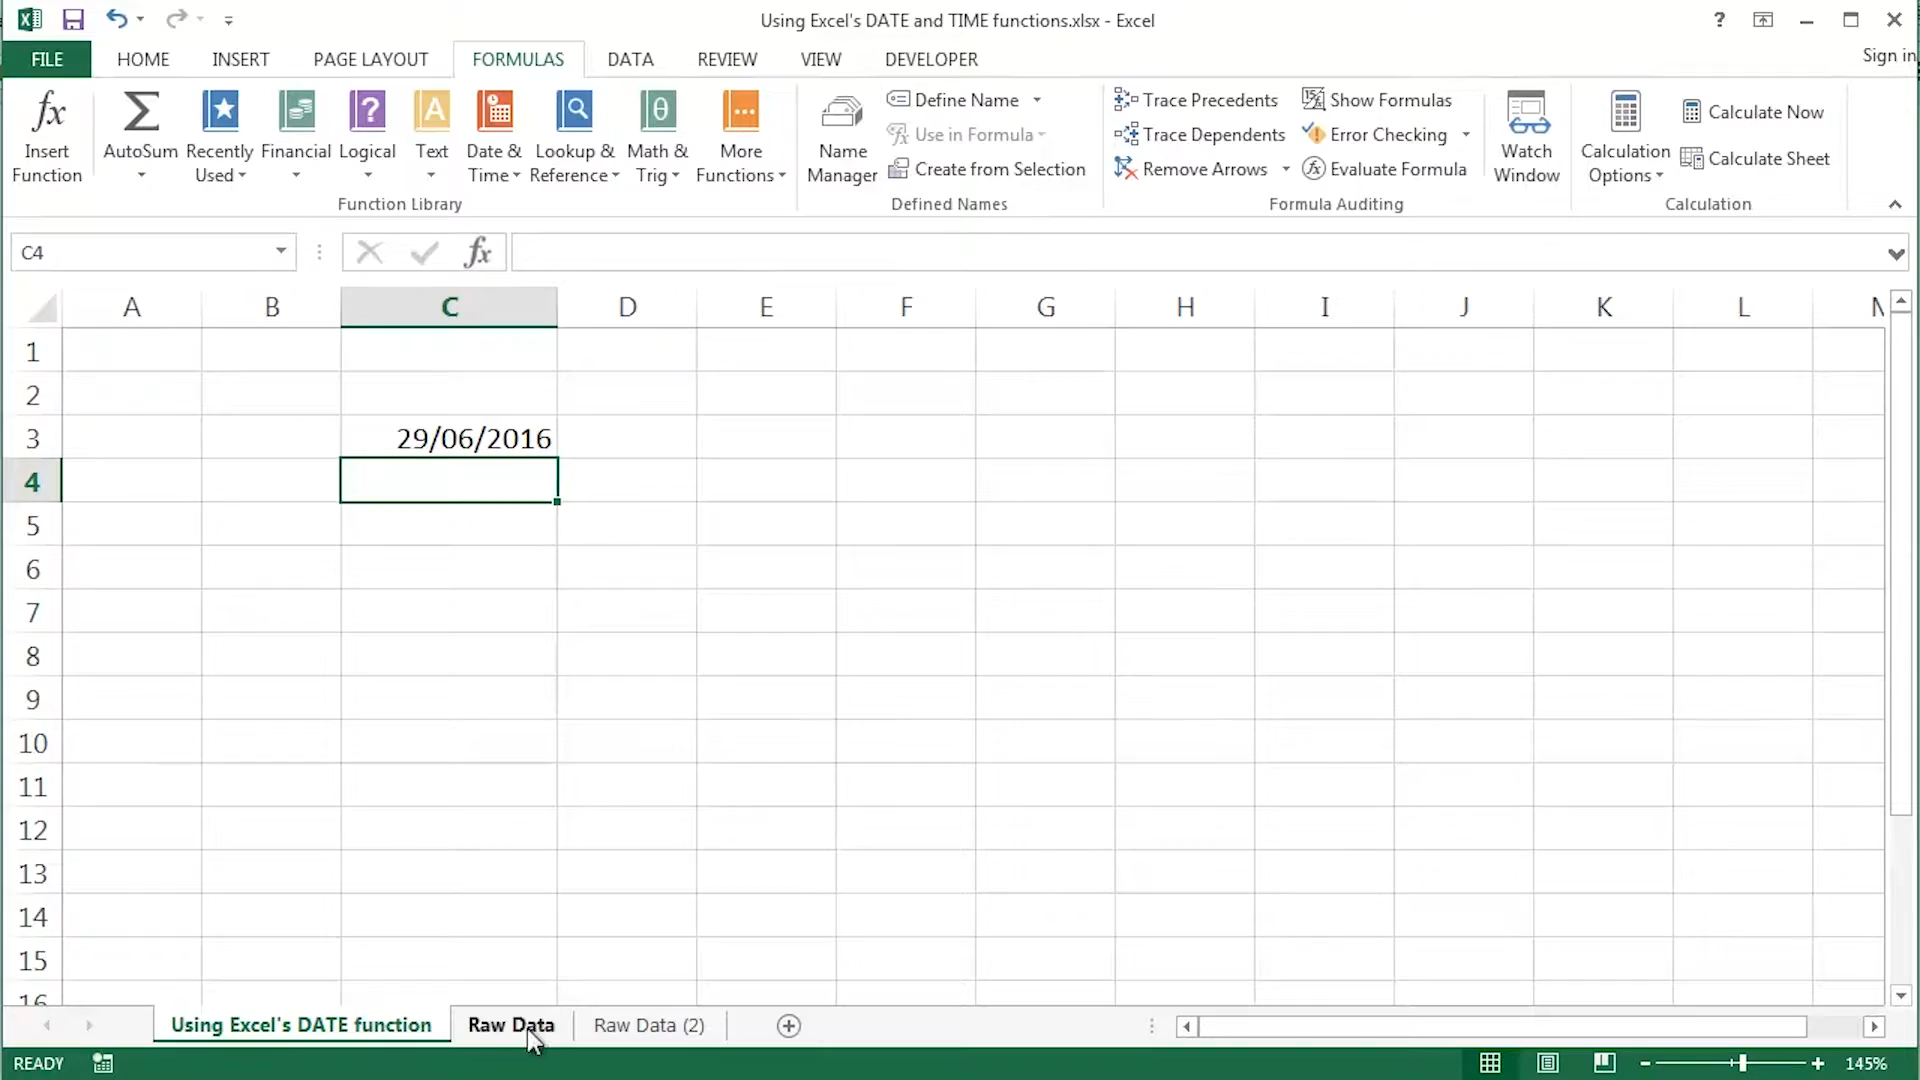 Using Excel's DATE and TIME functions.xlsx - Excel
?
FILE HOME INSERT PAGE LAYOUT FORMULAS DATA REVIEW VIEW DEVELOPER Sign in
fx Insert Function
AutoSum
Recently Used
Financial
Logical
Text
Date & Time
Lookup & Reference
Math & Trig
More Functions
Function Library
Name Manager
Define Name
Use in Formula
Create from Selection
Defined Names
Trace Precedents
Trace Dependents
Remove Arrows
Show Formulas
Error Checking
Evaluate Formula
Formula Auditing
Watch Window
Calculation Options
Calculate Now
Calculate Sheet
Calculation
C4 fx
A B C D E F G H I J K L M
1
2
3 29/06/2016
4
5
6
7
8
9
10
11
12
13
14
15
16
Using Excel's DATE function Raw Data Raw Data (2)
READY 145%